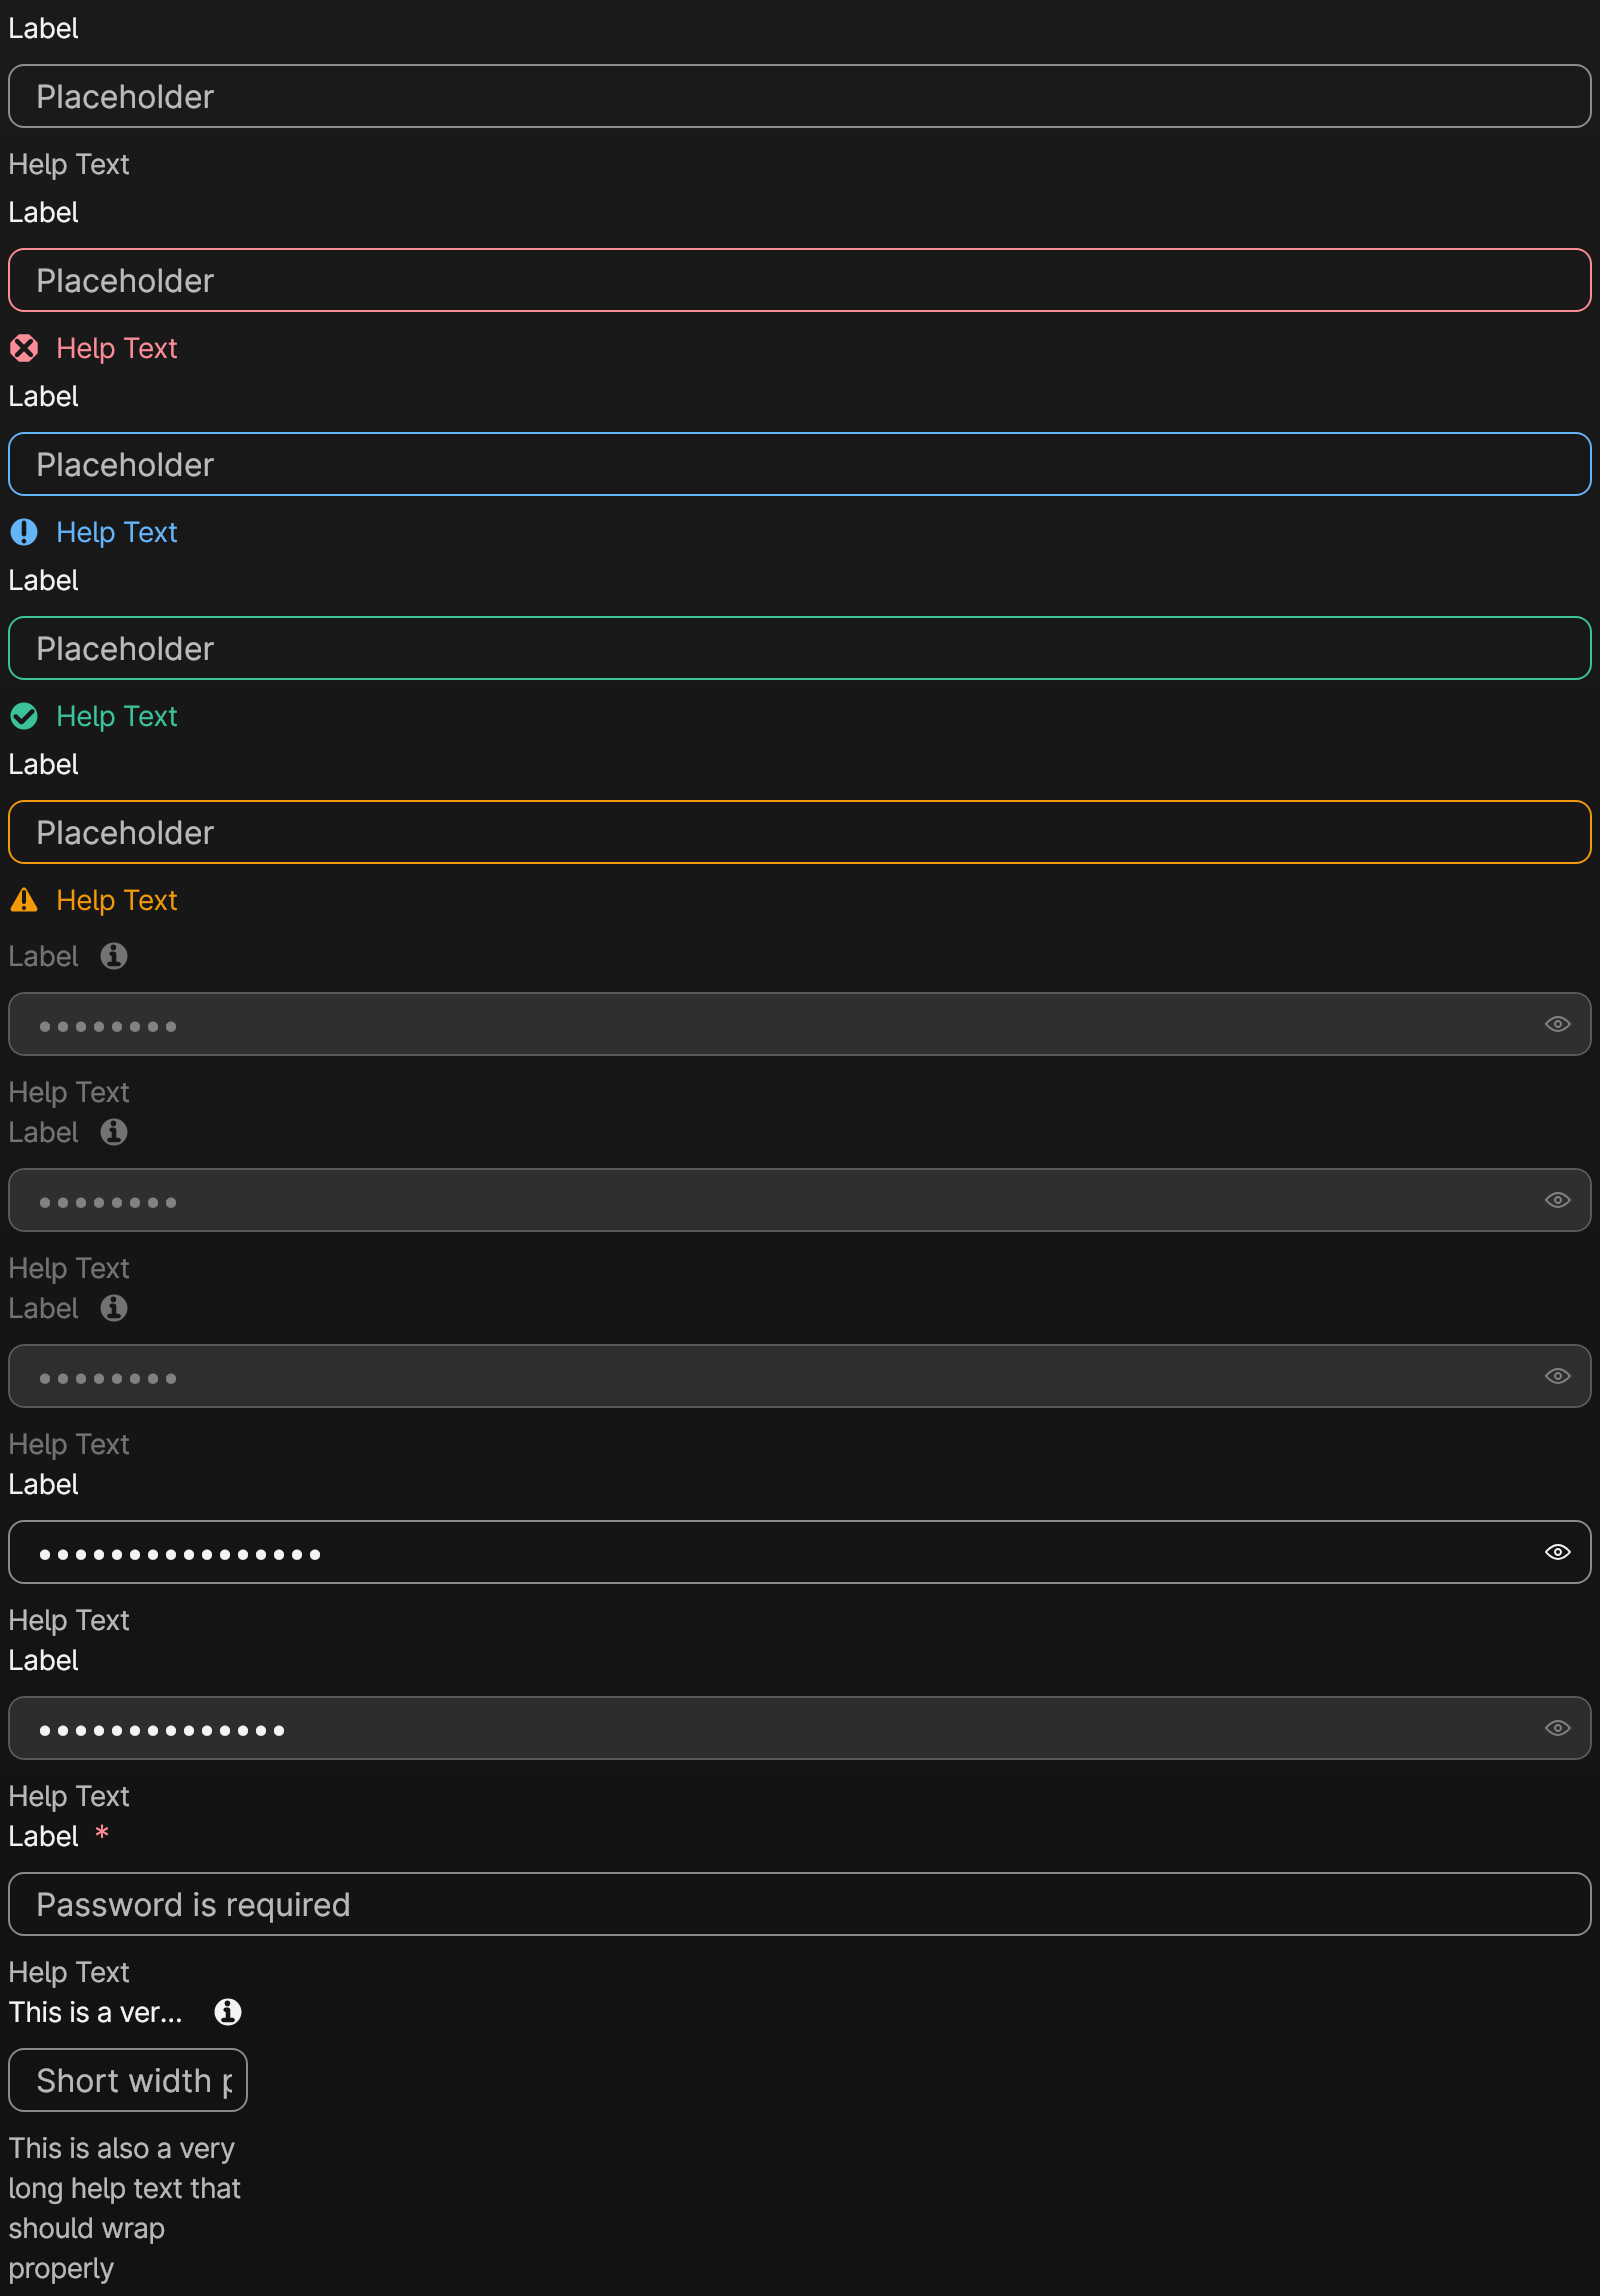 Label
Placeholder
Help Text
Label
Placeholder
Help Text
Label
Placeholder
Help Text
Label
Placeholder
Help Text
Label
Placeholder
Help Text
Label
••••••••
Help Text
Label
••••••••
Help Text
Label
••••••••
Help Text
Label
••••••••••••••••
Help Text
Label
••••••••••••••
Help Text
Label *
Password is required
Help Text
This is a ver...
Short width p
This is also a very
long help text that
should wrap
properly